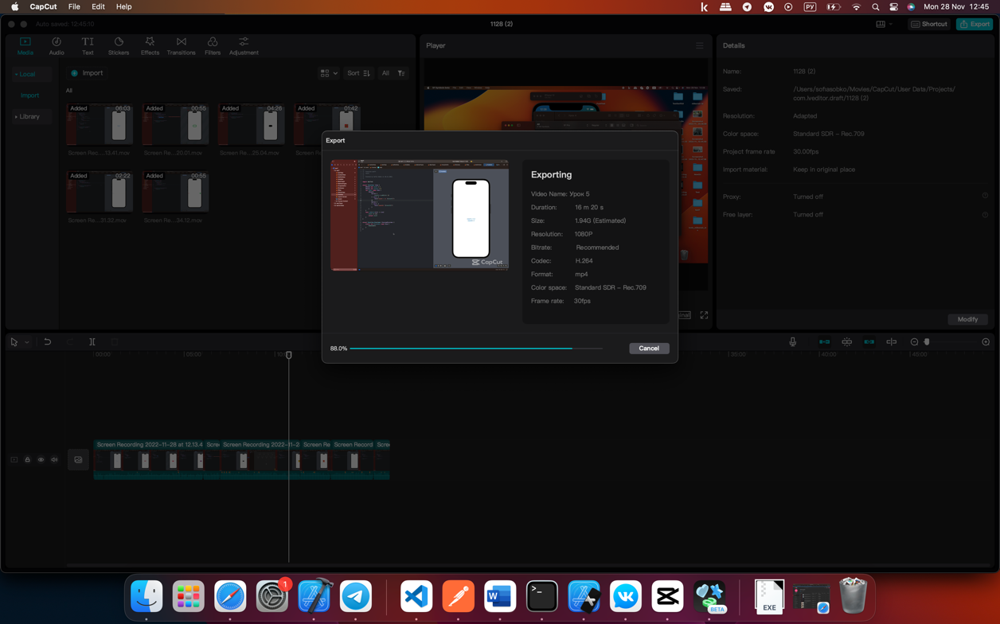 CapCut File Edit Help
РУ Mon 28 Nov 12:45
Auto saved: 12:45:10
1128 (2)
Shortcut Export
Media Audio Text Stickers Effects Transitions Filters Adjustment
Local
Import
Library
Import
Sort All
All
Added 06:03
Added 00:55
Added 04:26
01:42
Screen Rec...13.41.mov
Screen Re...20.01.mov
Screen Re...25.04.mov
Screen Re
Added 02:22
Added 00:55
Screen Re...31.32.mov
Screen Re...34.12.mov
Player
Details
Name: 1128 (2)
Saved: /Users/sofiasobko/Movies/CapCut/User Data/Projects/
com.lveditor.draft/1128 (2)
Resolution: Adapted
Color space: Standard SDR - Rec.709
Project frame rate 30.00fps
Import material: Keep in original place
Proxy: Turned off
Free layer: Turned off
Modify
Export
CapCut
Exporting
Video Name: Урок 5
Duration: 16 m 20 s
Size: 1.94G (Estimated)
Resolution: 1080P
Bitrate: Recommended
Codec: H.264
Format: mp4
Color space: Standard SDR - Rec.709
Frame rate: 30fps
88.0%
Cancel
00:00
05:00
35:00
40:00
45:00
Screen Recording 2022-11-28 at 12.13.4
Scre
Screen Recording 2022-11-2
Screen Re
Screen Record
Scre
1
W
BETA
EXE